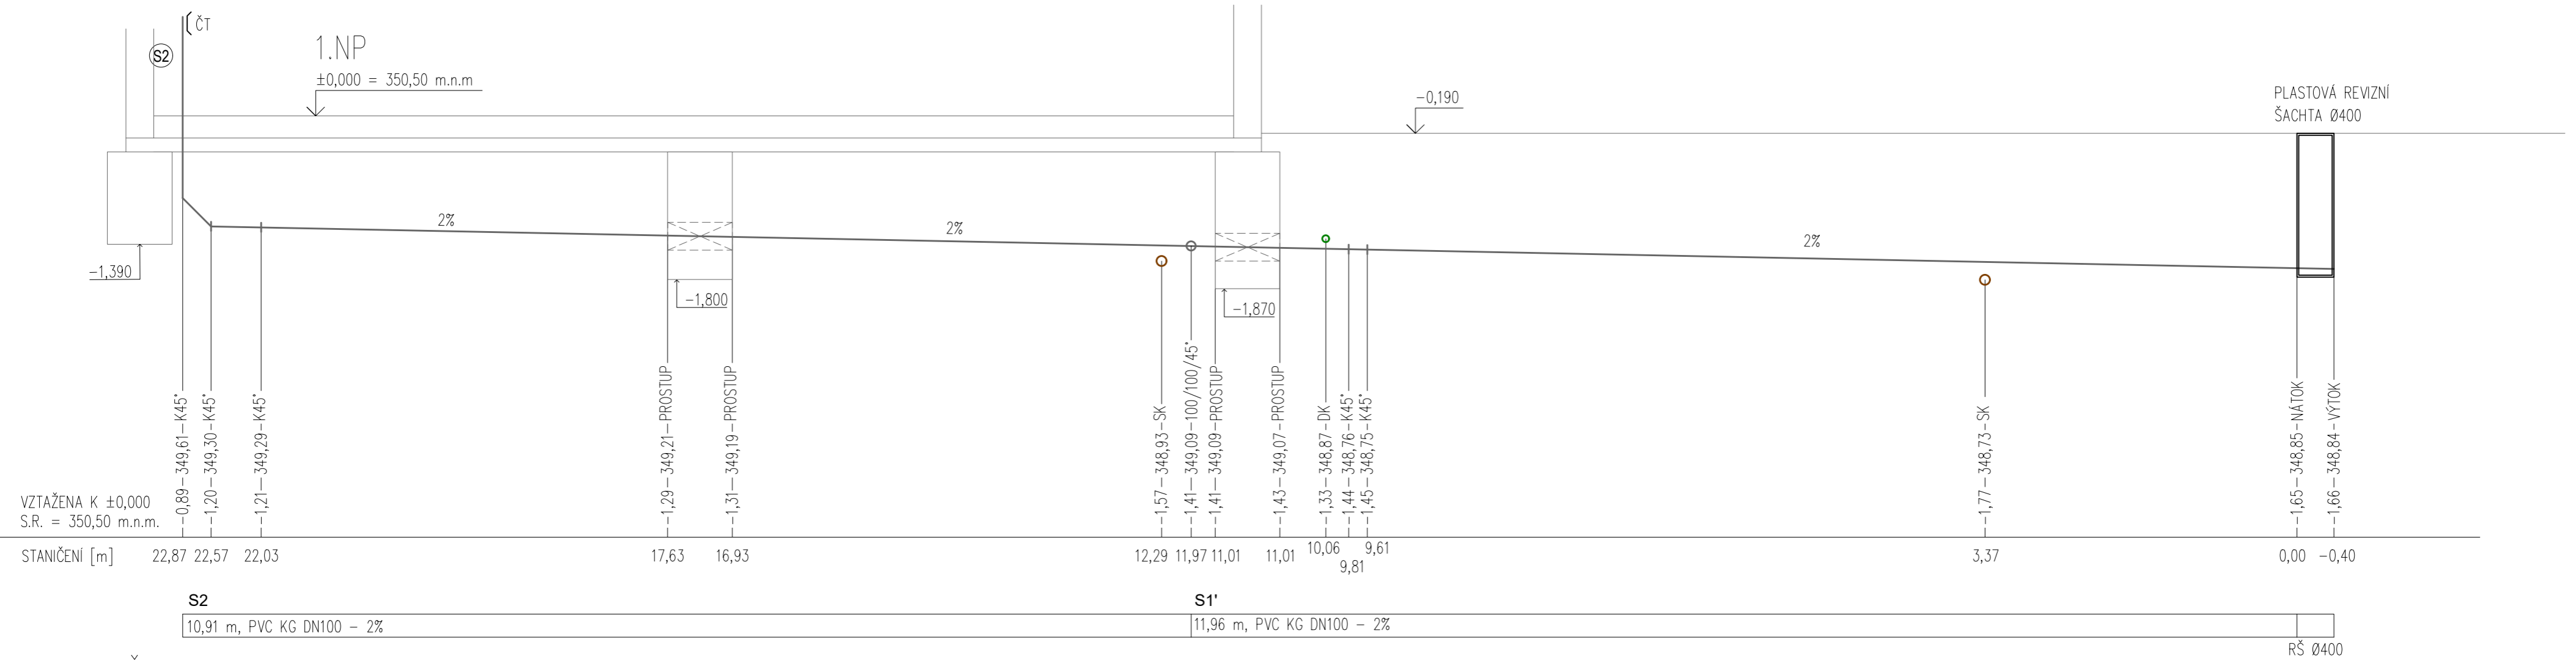 ČT
S2
1.NP
±0,000 = 350,50 m.n.m
-0,190
PLASTOVÁ REVIZNÍ
ŠACHTA Ø400
2%
2%
2%
-1,390
-1,800
-1,870
0,89-349,61-K45°
1,20-349,30-K45°
1,21-349,29-K45°
1,29-349,21-PROSTUP
1,31-349,19-PROSTUP
1,57-348,93-SK
1,41-349,09-100/100/45°
1,41-349,09-PROSTUP
1,43-349,07-PROSTUP
1,33-348,87-DK
1,44-348,76-K45°
1,45-348,75-K45°
1,77-348,73-SK
1,65-348,85-NÁTOK
1,66-348,84-VÝTOK
VZTAŽENA K ±0,000
S.R. = 350,50 m.n.m.
STANIČENÍ [m] 22,87 22,57 22,03 17,63 16,93 12,29 11,97 11,01 11,01 10,06 9,81 9,61 3,37 0,00 -0,40
S2 S1'
10,91 m, PVC KG DN100 - 2% 11,96 m, PVC KG DN100 - 2%
RŠ Ø400